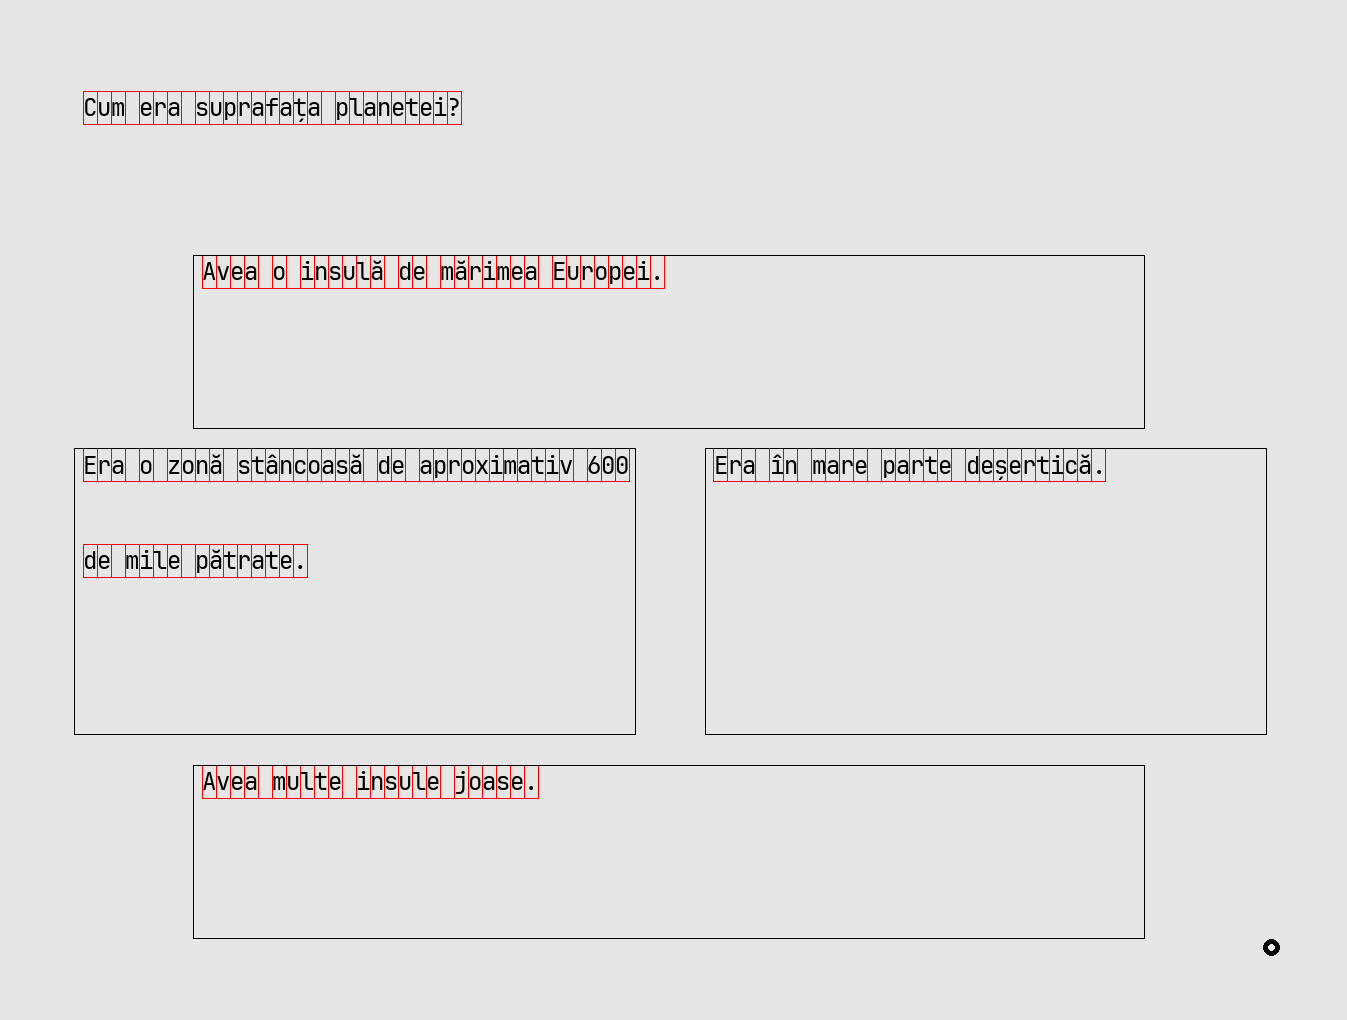 Cum era suprafața planetei?
Avea o insulă de mărimea Europei.
Era o zonă stâncoasă de aproximativ 600
de mile pătrate.
Era în mare parte deșertică.
Avea multe insule joase.